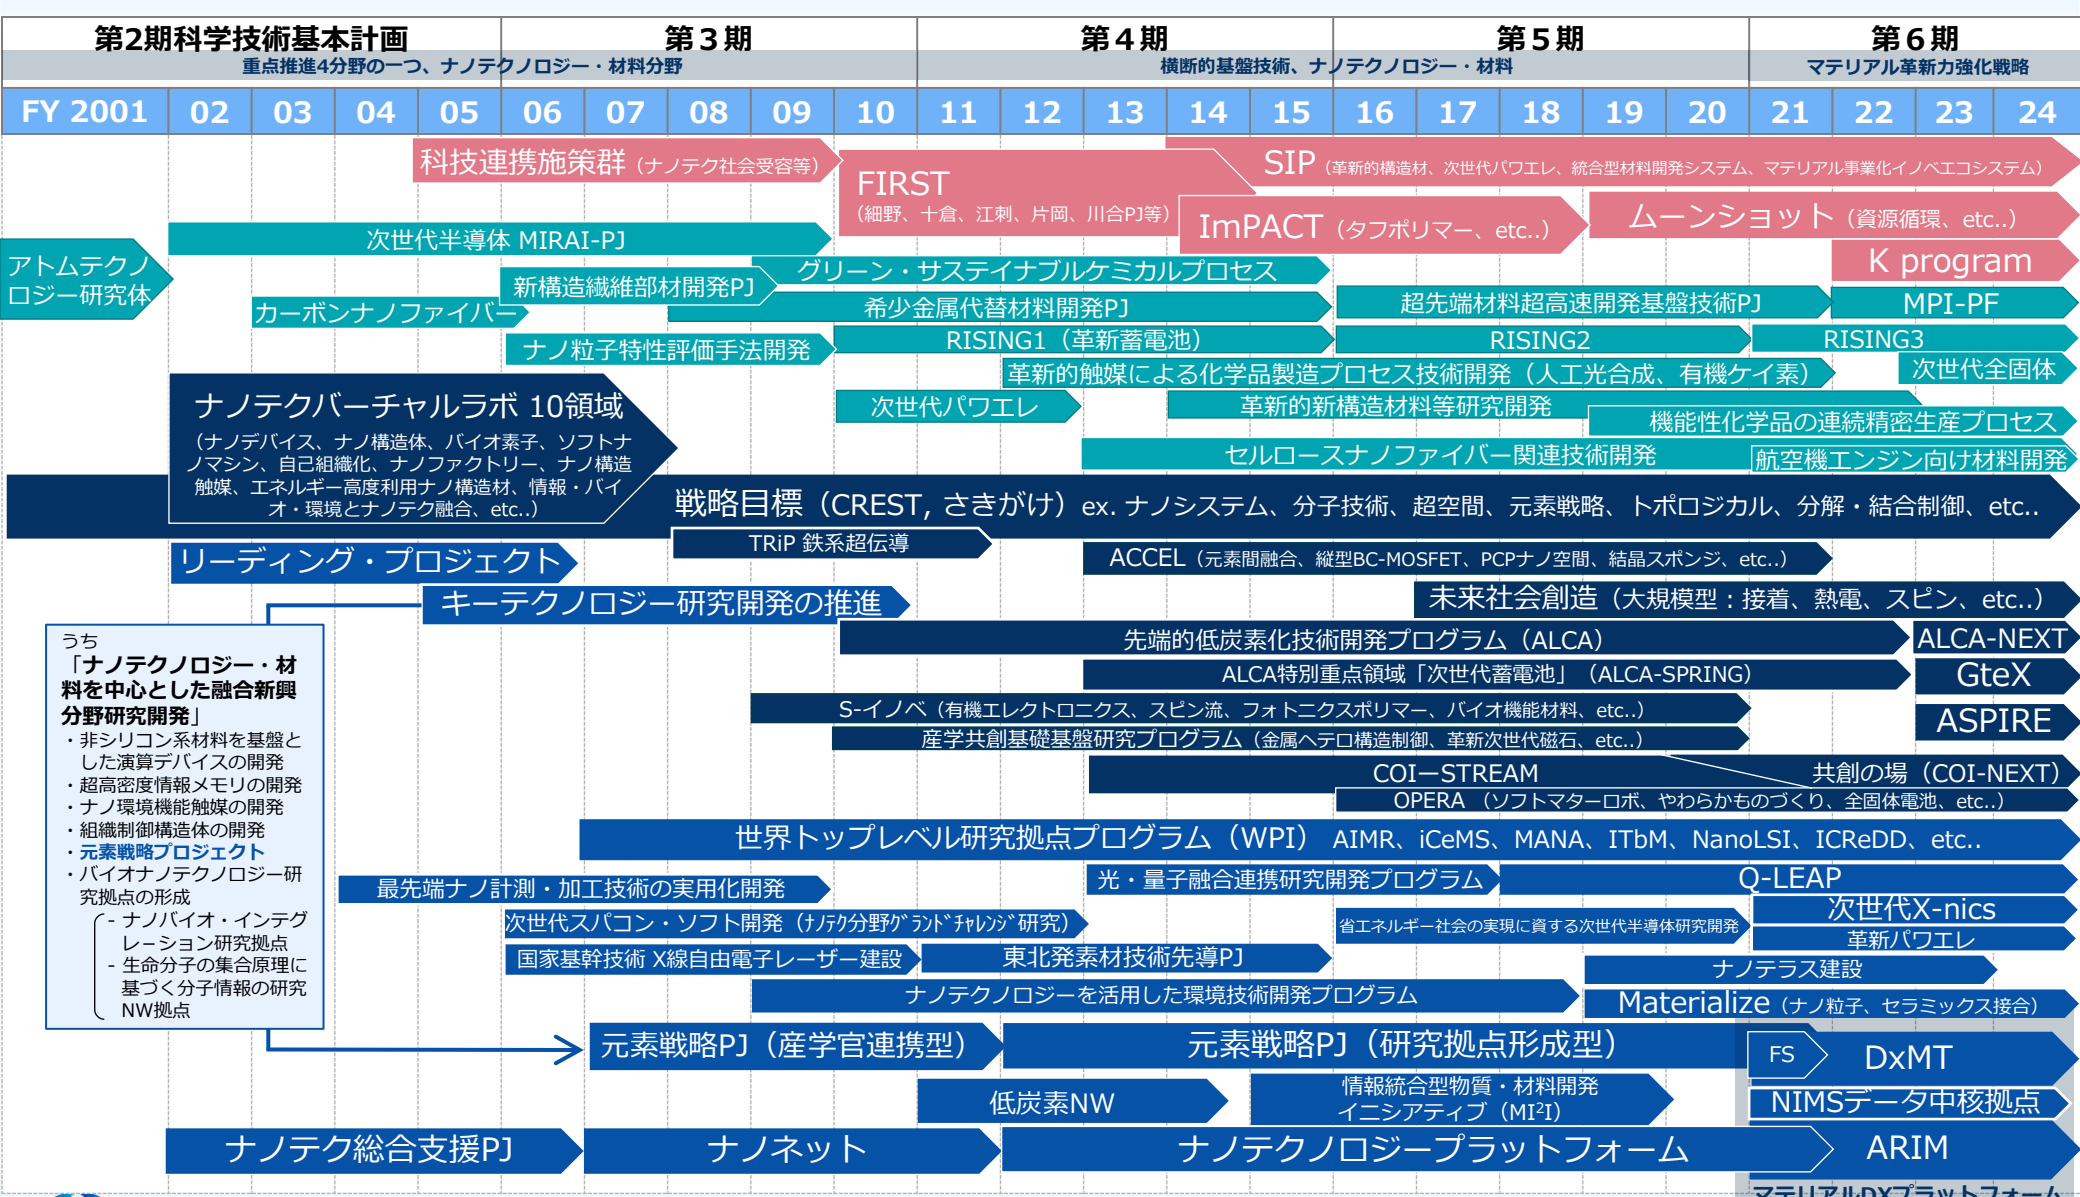 第2期科学技術基本計画
第３期
第４期
第５期
第６期
重点推進4分野の一つ、ナノテクノロジー・材料分野
横断的基盤技術、ナノテクノロジー・材料
マテリアル革新力強化戦略
FY 2001 02 03 04 05 06 07 08 09 10 11 12 13 14 15 16 17 18 19 20 21 22 23 24
科技連携施策群（ナノテク社会受容等）
FIRST
（細野、十倉、江刺、片岡、川合PJ等）
SIP（革新的構造材、次世代パワエレ、統合型材料開発システム、マテリアル事業化イノベエコシステム）
ImPACT（タフポリマー、etc..）
ムーンショット（資源循環、etc..）
K program
次世代半導体 MIRAI-PJ
アトムテクノ
ロジー研究体
新構造繊維部材開発PJ
グリーン・サステイナブルケミカルプロセス
カーボンナノファイバー
希少金属代替材料開発PJ
超先端材料超高速開発基盤技術PJ
MPI-PF
ナノ粒子特性評価手法開発
RISING1（革新蓄電池）
RISING2
RISING3
革新的触媒による化学品製造プロセス技術開発（人工光合成、有機ケイ素）
次世代全固体
次世代パワエレ
革新的新構造材料等研究開発
機能性化学品の連続精密生産プロセス
セルロースナノファイバー関連技術開発
航空機エンジン向け材料開発
ナノテクバーチャルラボ 10領域
（ナノデバイス、ナノ構造体、バイオ素子、ソフトナ
ノマシン、自己組織化、ナノファクトリー、ナノ構造
触媒、エネルギー高度利用ナノ構造材、情報・バイ
オ・環境とナノテク融合、etc..）
戦略目標（CREST, さきがけ）ex. ナノシステム、分子技術、超空間、元素戦略、トポロジカル、分解・結合制御、etc..
TRiP 鉄系超伝導
リーディング・プロジェクト
ACCEL（元素間融合、縦型BC-MOSFET、PCPナノ空間、結晶スポンジ、etc..）
キーテクノロジー研究開発の推進
未来社会創造（大規模型：接着、熱電、スピン、etc..）
先端的低炭素化技術開発プログラム（ALCA）
ALCA-NEXT
ALCA特別重点領域「次世代蓄電池」（ALCA-SPRING）
GteX
S-イノベ（有機エレクトロニクス、スピン流、フォトニクスポリマー、バイオ機能材料、etc..）
ASPIRE
産学共創基礎基盤研究プログラム（金属ヘテロ構造制御、革新次世代磁石、etc..）
COI－STREAM
共創の場（COI-NEXT）
OPERA （ソフトマターロボ、やわらかものづくり、全固体電池、etc..）
うち
「ナノテクノロジー・材
料を中心とした融合新興
分野研究開発」
・非シリコン系材料を基盤と
した演算デバイスの開発
・超高密度情報メモリの開発
・ナノ環境機能触媒の開発
・組織制御構造体の開発
・元素戦略プロジェクト
・バイオナノテクノロジー研
究拠点の形成
- ナノバイオ・インテグ
レーション研究拠点
- 生命分子の集合原理に
基づく分子情報の研究
NW拠点
世界トップレベル研究拠点プログラム（WPI） AIMR、iCeMS、MANA、ITbM、NanoLSI、ICReDD、etc..
最先端ナノ計測・加工技術の実用化開発
光・量子融合連携研究開発プログラム
Q-LEAP
次世代スパコン・ソフト開発（ﾅﾉﾃｸ分野ｸﾞﾗﾝﾄﾞﾁｬﾚﾝｼﾞ研究）
省エネルギー社会の実現に資する次世代半導体研究開発
次世代X-nics
革新パワエレ
国家基幹技術 X線自由電子レーザー建設
東北発素材技術先導PJ
ナノテラス建設
ナノテクノロジーを活用した環境技術開発プログラム
Materialize（ナノ粒子、セラミックス接合）
元素戦略PJ（産学官連携型）
元素戦略PJ（研究拠点形成型）
FS
DxMT
低炭素NW
情報統合型物質・材料開発
イニシアティブ（MI²I）
NIMSデータ中核拠点
ナノテク総合支援PJ
ナノネット
ナノテクノロジープラットフォーム
ARIM
マテリアルDXプラットフォーム